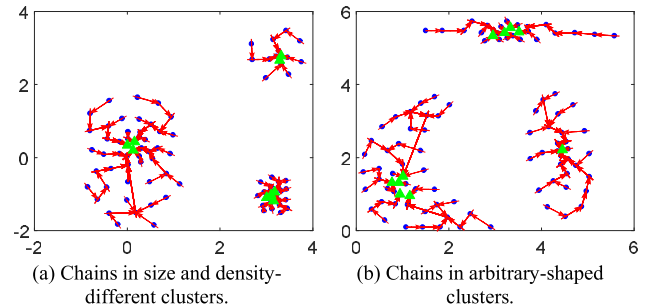 4
2
0
-2
-2 0 2 4
6
4
2
0
0 2 4 6
(a) Chains in size and density-
different clusters.
(b) Chains in arbitrary-shaped
clusters.